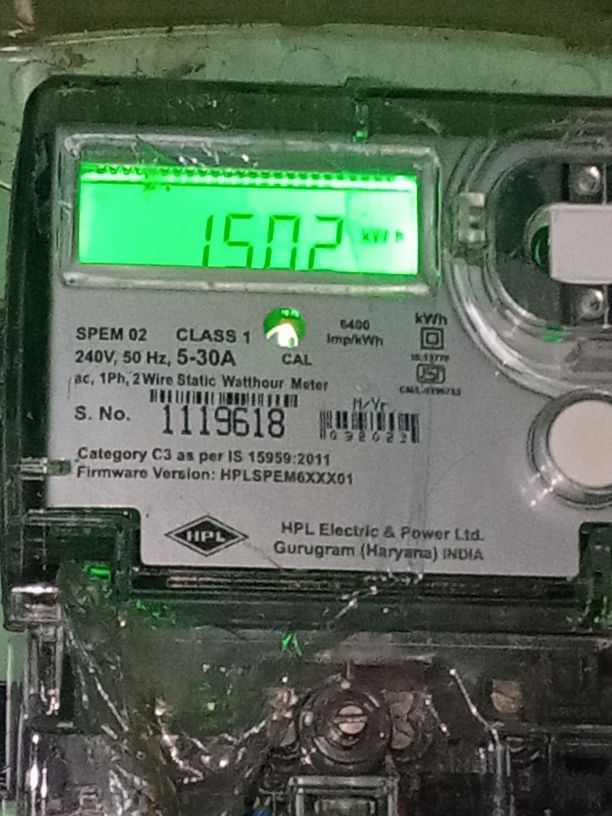 1502 kWh
SPEM 02 CLASS 1
6400
Imp/kWh
kWh
240V, 50 Hz, 5-30A
CAL
ac, 1Ph, 2Wire Static Watthour Meter
S. No. 1119618
M/Yr.
092023
Category C3 as per IS 15959:2011
Firmware Version: HPLSPEM6XXX01
HPL
HPL Electric & Power Ltd.
Gurugram (Haryana) INDIA